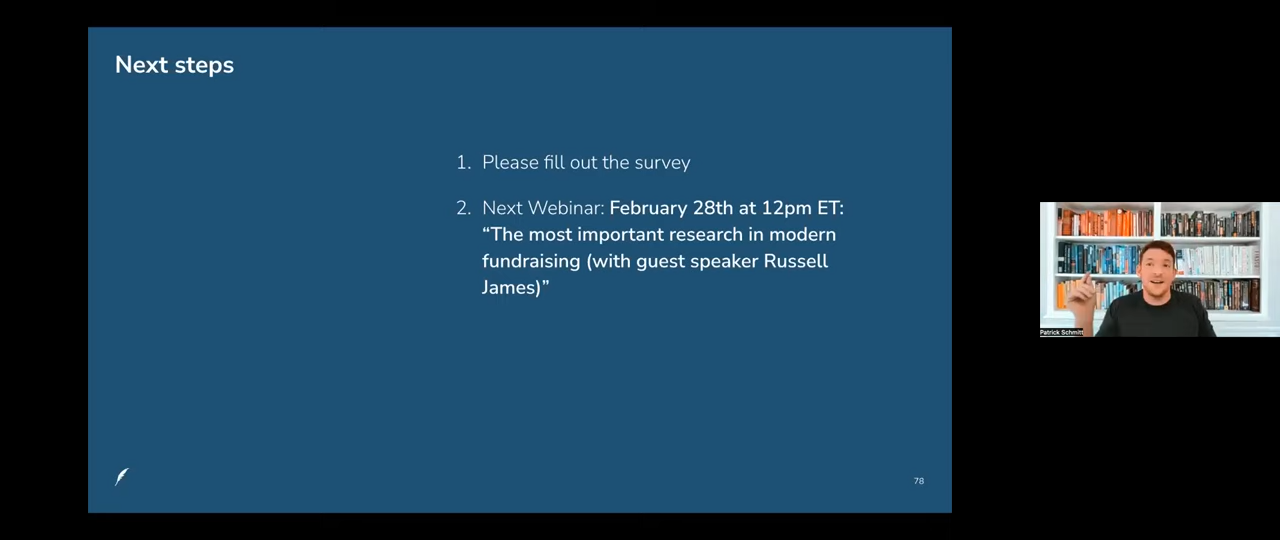 Next steps
1. Please fill out the survey
2. Next Webinar: February 28th at 12pm ET:
“The most important research in modern
fundraising (with guest speaker Russell
James)”
78
Patrick Schmitt